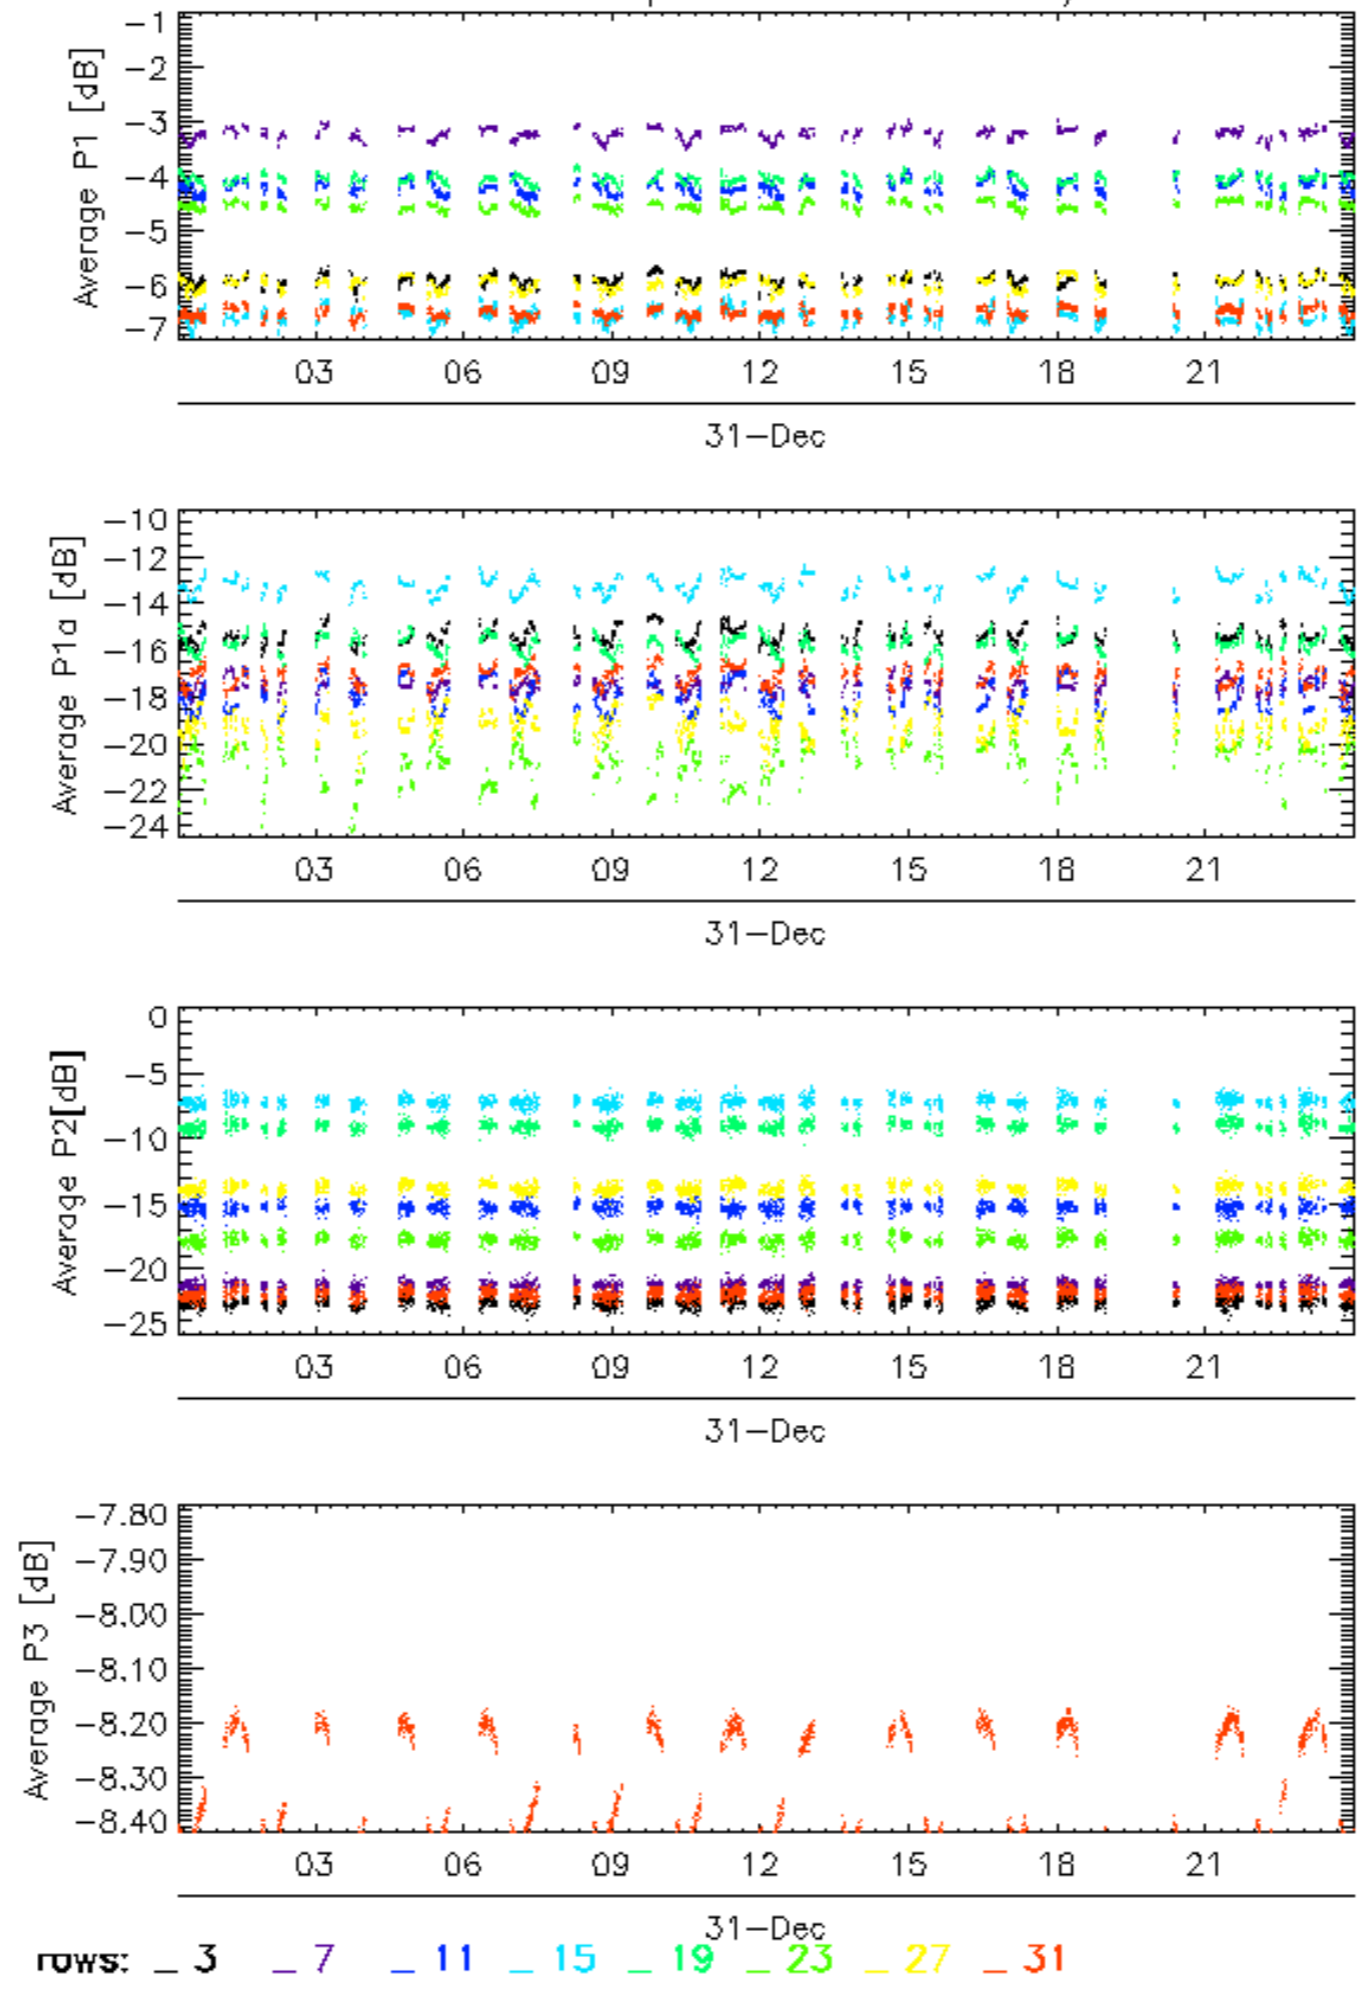 Average P1 [dB]
-1
-2
-3
-4
-5
-6
-7
03 06 09 12 15 18 21
31-Dec
Average P1a [dB]
-10
-12
-14
-16
-18
-20
-22
-24
03 06 09 12 15 18 21
31-Dec
Average P2[dB]
0
-5
-10
-15
-20
-25
03 06 09 12 15 18 21
31-Dec
Average P3 [dB]
-7.80
-7.90
-8.00
-8.10
-8.20
-8.30
-8.40
03 06 09 12 15 18 21
31-Dec
rows: _ 3 _ 7 _ 11 _ 15 _ 19 _ 23 _ 27 _ 31